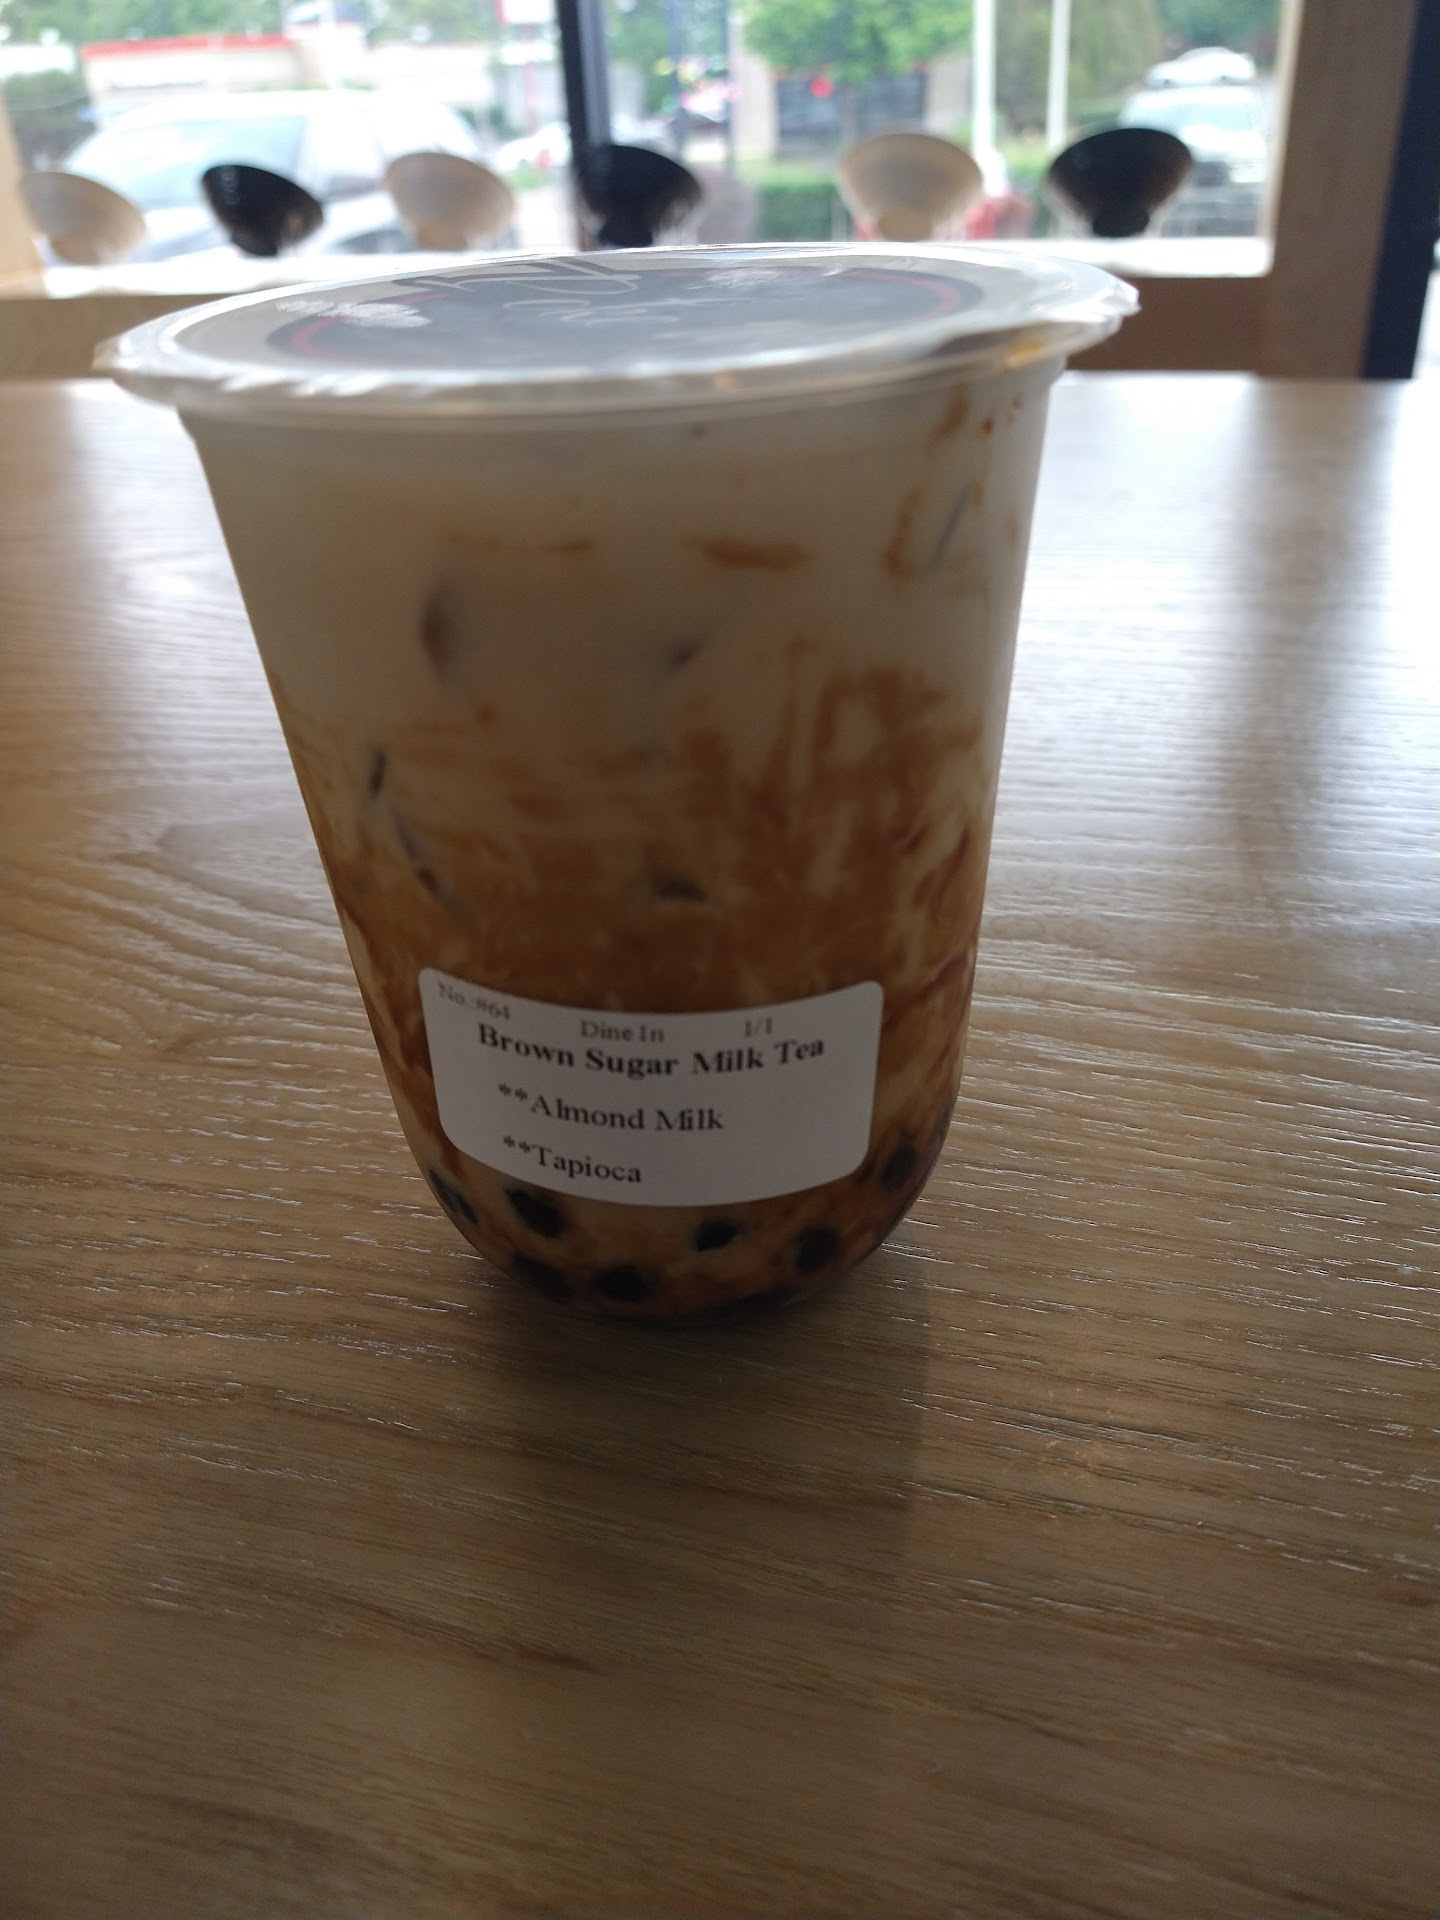 No.:#64
Dine In 1/1
Brown Sugar Milk Tea
**Almond Milk
**Tapioca